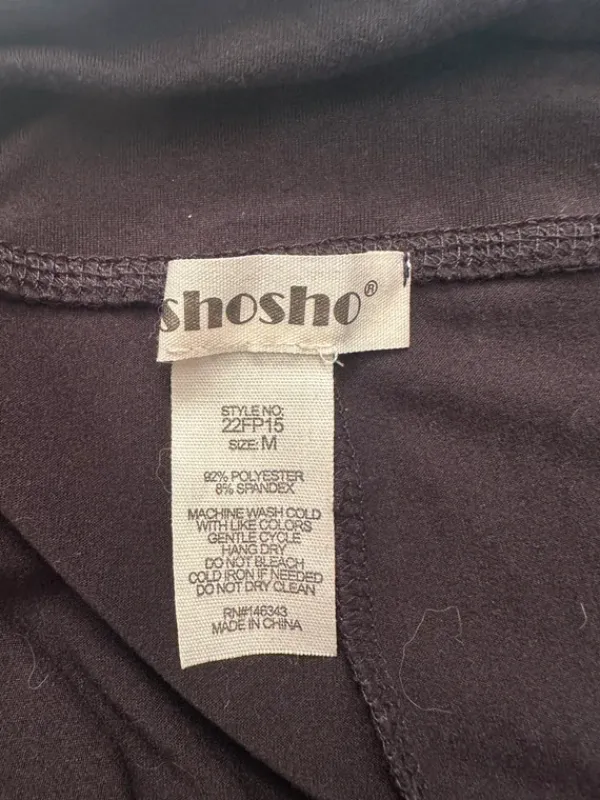 shosho®
STYLE NO:
22FP15
SIZE: M
92% POLYESTER
8% SPANDEX
MACHINE WASH COLD
WITH LIKE COLORS
GENTLE CYCLE
HANG DRY
DO NOT BLEACH
COLD IRON IF NEEDED
DO NOT DRY CLEAN
RN#146343
MADE IN CHINA